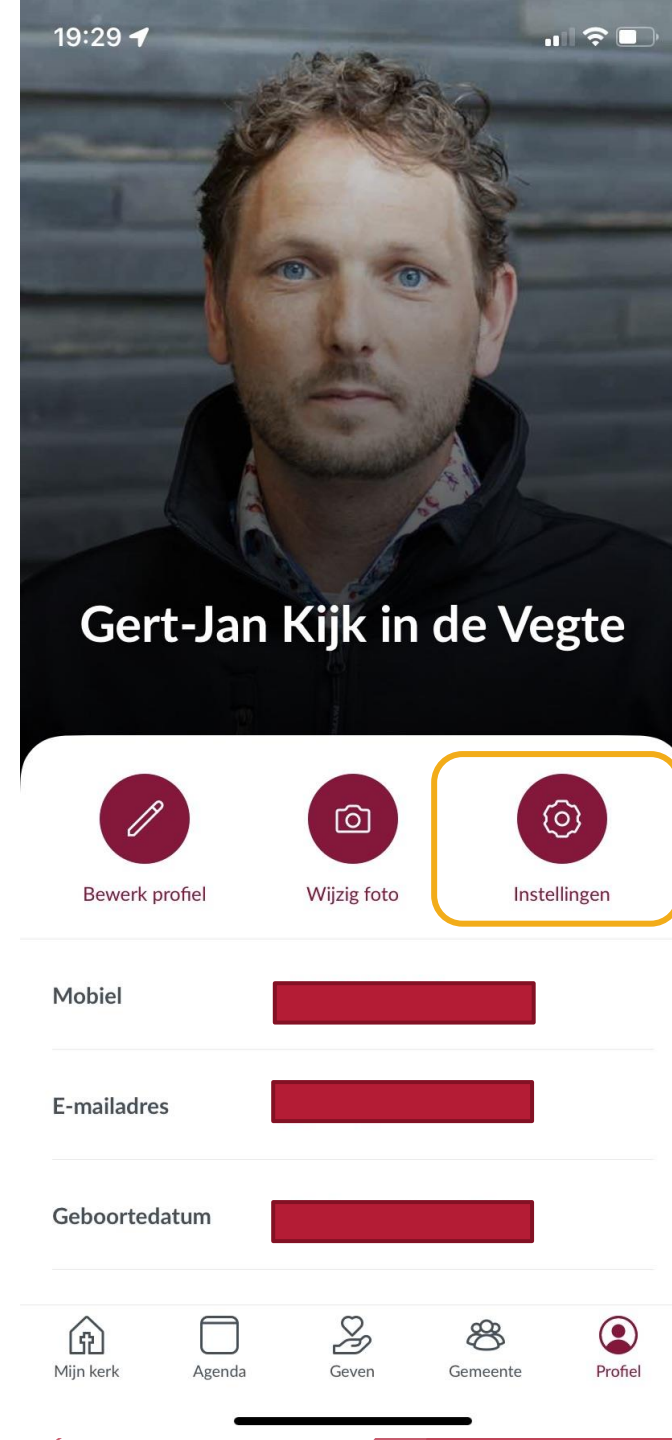 19:29
Gert-Jan Kijk in de Vegte
Bewerk profiel
Wijzig foto
Instellingen
Mobiel
E-mailadres
Geboortedatum
Mijn kerk
Agenda
Geven
Gemeente
Profiel